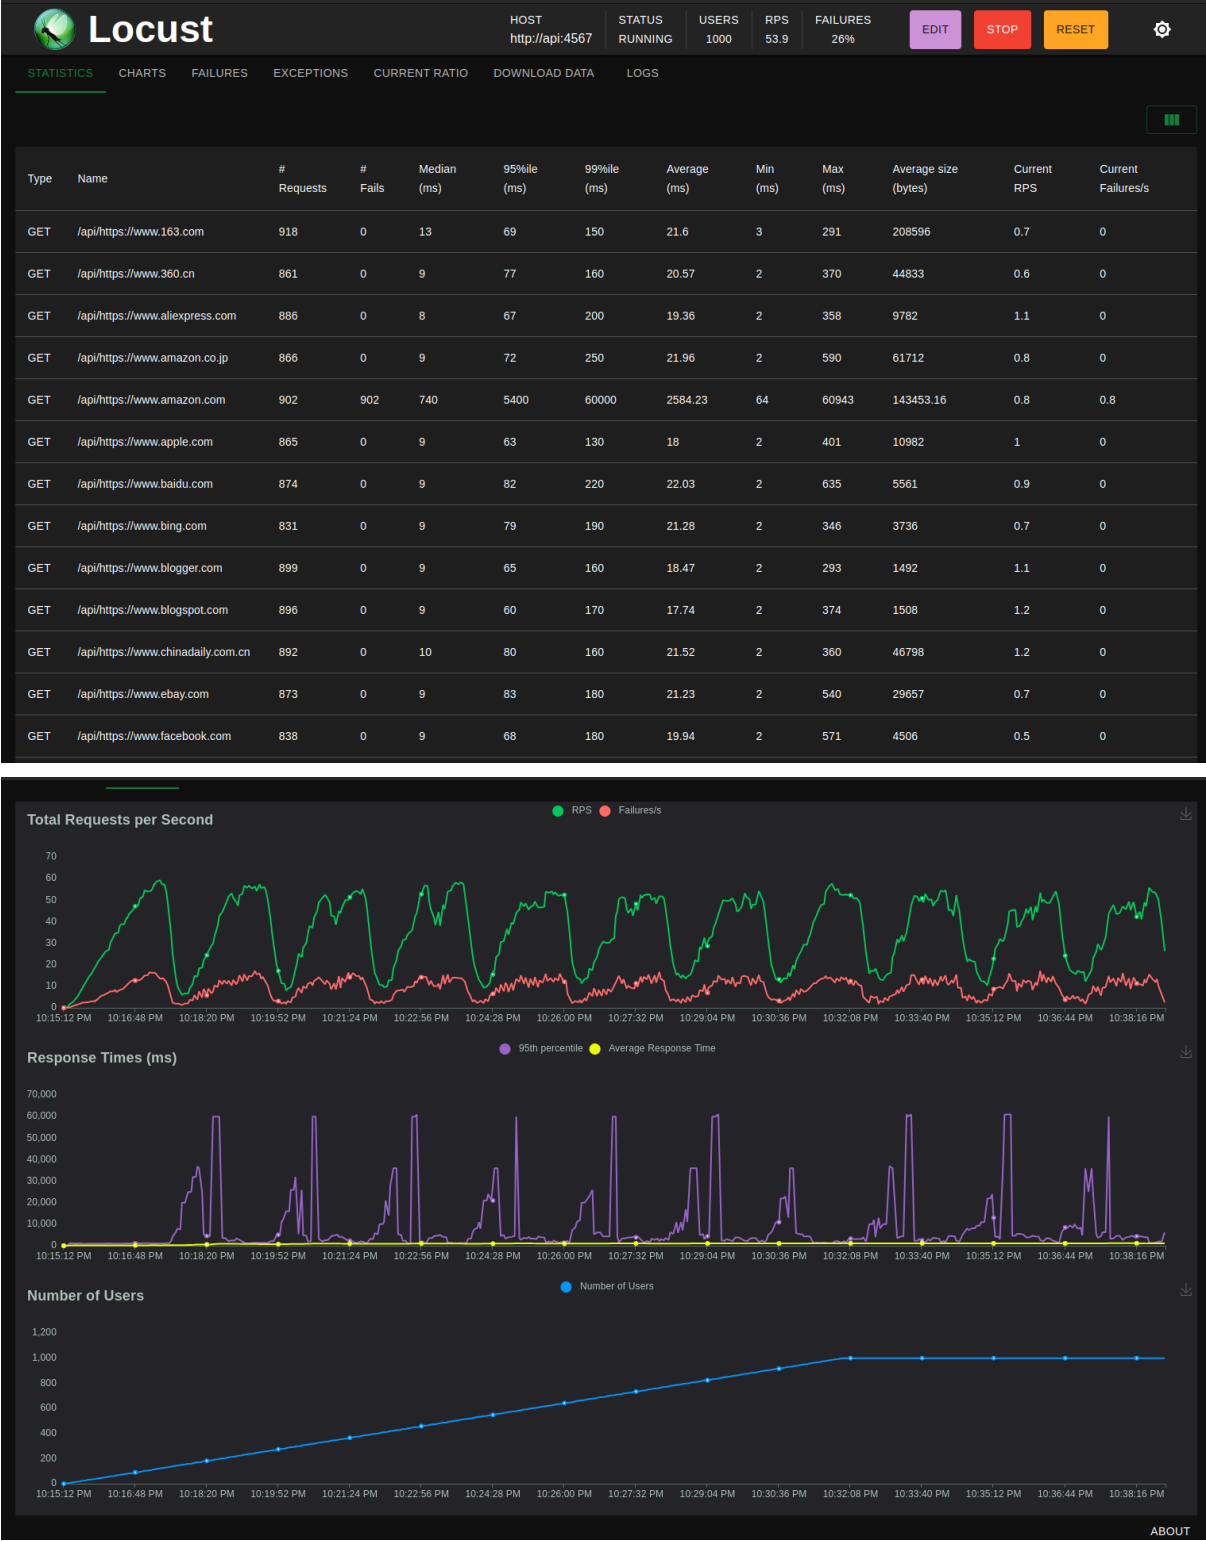 Locust
HOST
http://api:4567
STATUS
RUNNING
USERS
1000
RPS
53.9
FAILURES
26%
EDIT
STOP
RESET
STATISTICS CHARTS FAILURES EXCEPTIONS CURRENT RATIO DOWNLOAD DATA LOGS
Type Name # Requests # Fails Median (ms) 95%ile (ms) 99%ile (ms) Average (ms) Min (ms) Max (ms) Average size (bytes) Current RPS Current Failures/s
GET /api/https://www.163.com 918 0 13 69 150 21.6 3 291 208596 0.7 0
GET /api/https://www.360.cn 861 0 9 77 160 20.57 2 370 44833 0.6 0
GET /api/https://www.aliexpress.com 886 0 8 67 200 19.36 2 358 9782 1.1 0
GET /api/https://www.amazon.co.jp 866 0 9 72 250 21.96 2 590 61712 0.8 0
GET /api/https://www.amazon.com 902 902 740 5400 60000 2584.23 64 60943 143453.16 0.8 0.8
GET /api/https://www.apple.com 865 0 9 63 130 18 2 401 10982 1 0
GET /api/https://www.baidu.com 874 0 9 82 220 22.03 2 635 5561 0.9 0
GET /api/https://www.bing.com 831 0 9 79 190 21.28 2 346 3736 0.7 0
GET /api/https://www.blogger.com 899 0 9 65 160 18.47 2 293 1492 1.1 0
GET /api/https://www.blogspot.com 896 0 9 60 170 17.74 2 374 1508 1.2 0
GET /api/https://www.chinadaily.com.cn 892 0 10 80 160 21.52 2 360 46798 1.2 0
GET /api/https://www.ebay.com 873 0 9 83 180 21.23 2 540 29657 0.7 0
GET /api/https://www.facebook.com 838 0 9 68 180 19.94 2 571 4506 0.5 0
Total Requests per Second
RPS Failures/s
70
60
50
40
30
20
10
0
10:15:12 PM 10:16:48 PM 10:18:20 PM 10:19:52 PM 10:21:24 PM 10:22:56 PM 10:24:28 PM 10:26:00 PM 10:27:32 PM 10:29:04 PM 10:30:36 PM 10:32:08 PM 10:33:40 PM 10:35:12 PM 10:36:44 PM 10:38:16 PM
Response Times (ms)
95th percentile Average Response Time
70,000
60,000
50,000
40,000
30,000
20,000
10,000
0
10:15:12 PM 10:16:48 PM 10:18:20 PM 10:19:52 PM 10:21:24 PM 10:22:56 PM 10:24:28 PM 10:26:00 PM 10:27:32 PM 10:29:04 PM 10:30:36 PM 10:32:08 PM 10:33:40 PM 10:35:12 PM 10:36:44 PM 10:38:16 PM
Number of Users
Number of Users
1,200
1,000
800
600
400
200
0
10:15:12 PM 10:16:48 PM 10:18:20 PM 10:19:52 PM 10:21:24 PM 10:22:56 PM 10:24:28 PM 10:26:00 PM 10:27:32 PM 10:29:04 PM 10:30:36 PM 10:32:08 PM 10:33:40 PM 10:35:12 PM 10:36:44 PM 10:38:16 PM
ABOUT